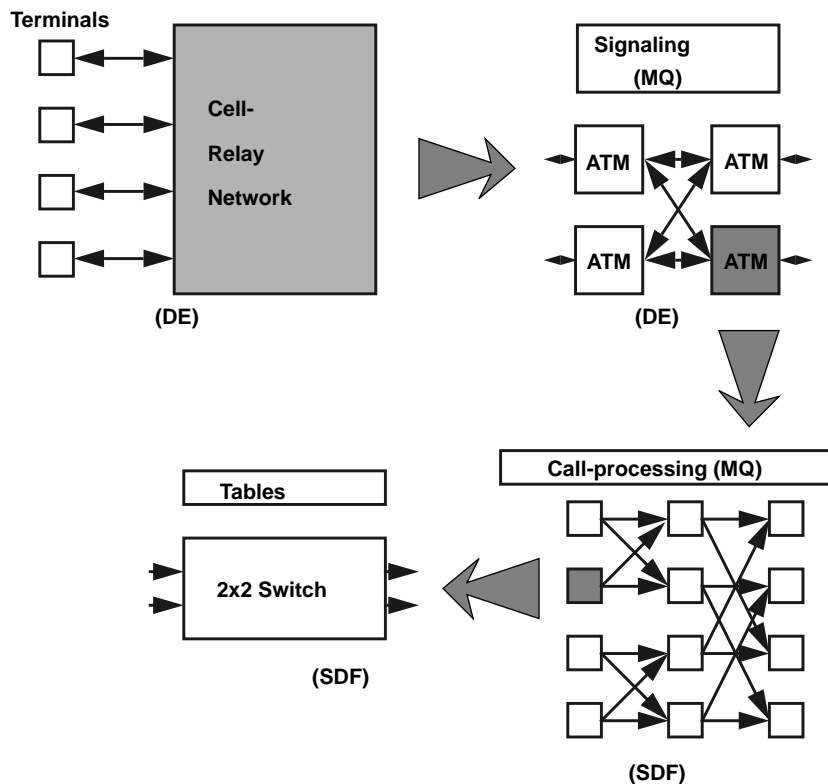 Terminals
Cell-
Relay
Network
(DE)
Signaling
(MQ)
ATM
ATM
ATM
ATM
(DE)
Call-processing (MQ)
(SDF)
Tables
2x2 Switch
(SDF)